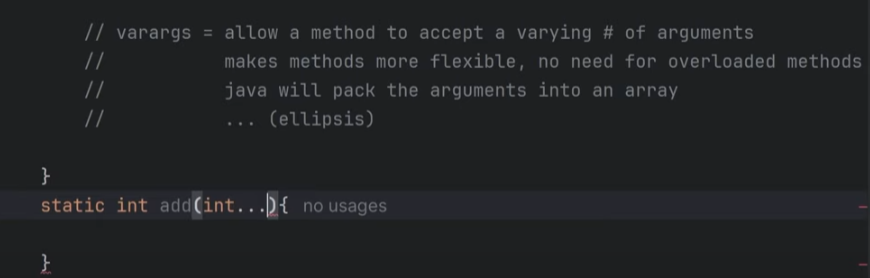 // varargs = allow a method to accept a varying # of arguments
// makes methods more flexible, no need for overloaded methods
// java will pack the arguments into an array
// ... (ellipsis)
}
static int add(int...){ no usages
}